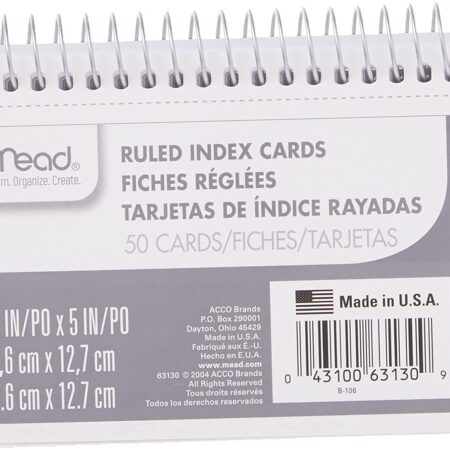 Mead®
rn. Organize. Create.
RULED INDEX CARDS
FICHES RÉGLÉES
TARJETAS DE ÍNDICE RAYADAS
50 CARDS/FICHES/TARJETAS
IN/PO x 5 IN/PO
,6 cm x 12,7 cm
.6 cm x 12.7 cm
ACCO Brands
P.O. Box 290001
Dayton, Ohio 45429
Made in U.S.A.
Fabriqué aux É.-U.
Hecho en E.U.A.
www.mead.com
63130 © 2004 ACCO Brands
All Rights Reserved
Tous droits réservés
Todos los derechos reservados
Made in U.S.A.
0 43100 63130 9
B-106